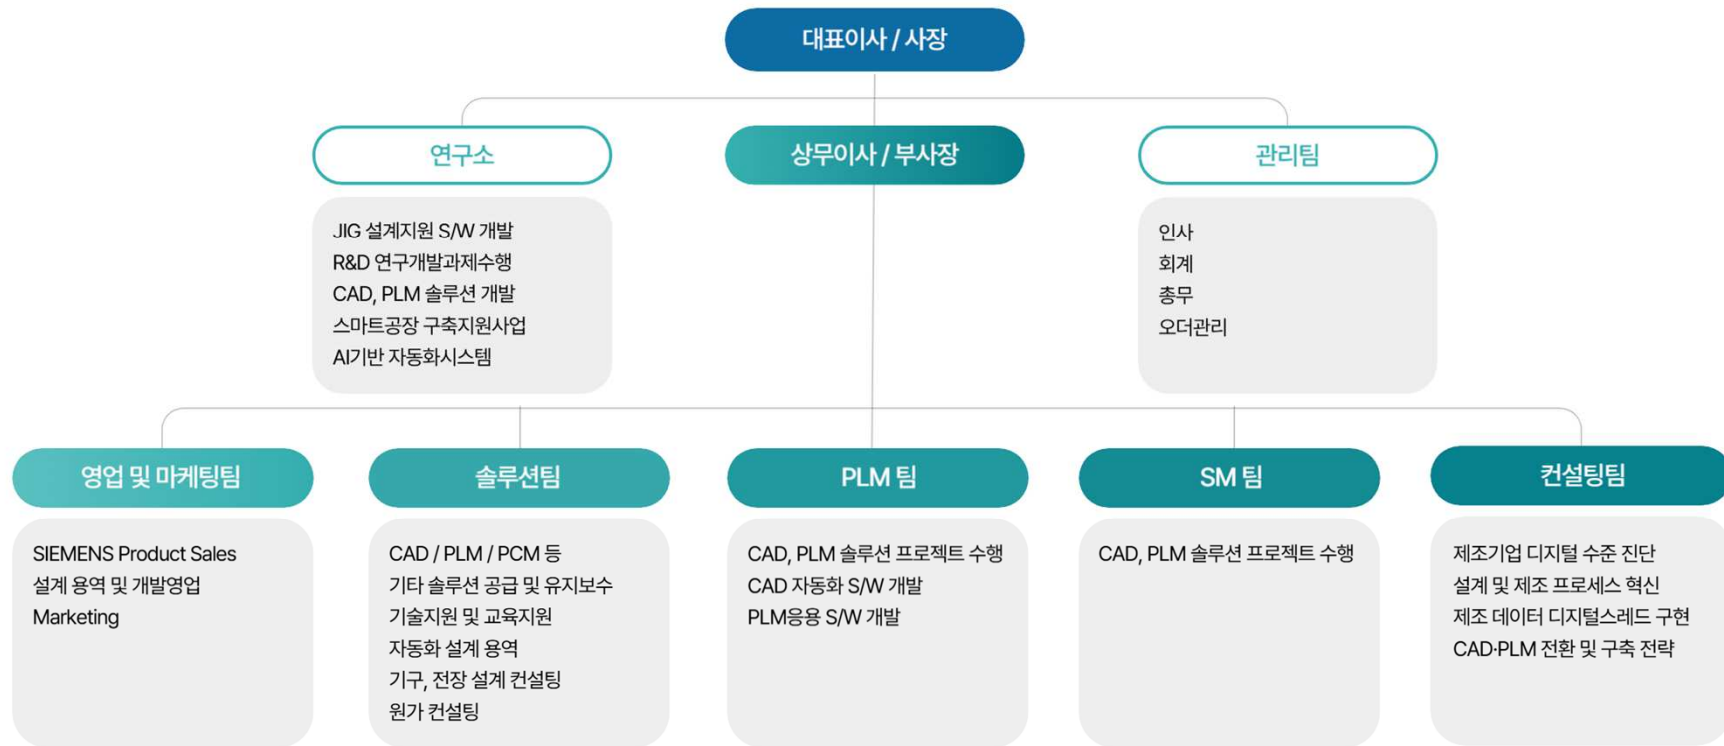 대표이사 / 사장
연구소
상무이사 / 부사장
관리팀
JIG 설계지원 S/W 개발
R&D 연구개발과제수행
CAD, PLM 솔루션 개발
스마트공장 구축지원사업
AI기반 자동화시스템
인사
회계
총무
오더관리
영업 및 마케팅팀
SIEMENS Product Sales
설계 용역 및 개발영업
Marketing
솔루션팀
CAD / PLM / PCM 등
기타 솔루션 공급 및 유지보수
기술지원 및 교육지원
자동화 설계 용역
기구, 전장 설계 컨설팅
원가 컨설팅
PLM 팀
CAD, PLM 솔루션 프로젝트 수행
CAD 자동화 S/W 개발
PLM응용 S/W 개발
SM 팀
CAD, PLM 솔루션 프로젝트 수행
컨설팅팀
제조기업 디지털 수준 진단
설계 및 제조 프로세스 혁신
제조 데이터 디지털스레드 구현
CAD·PLM 전환 및 구축 전략